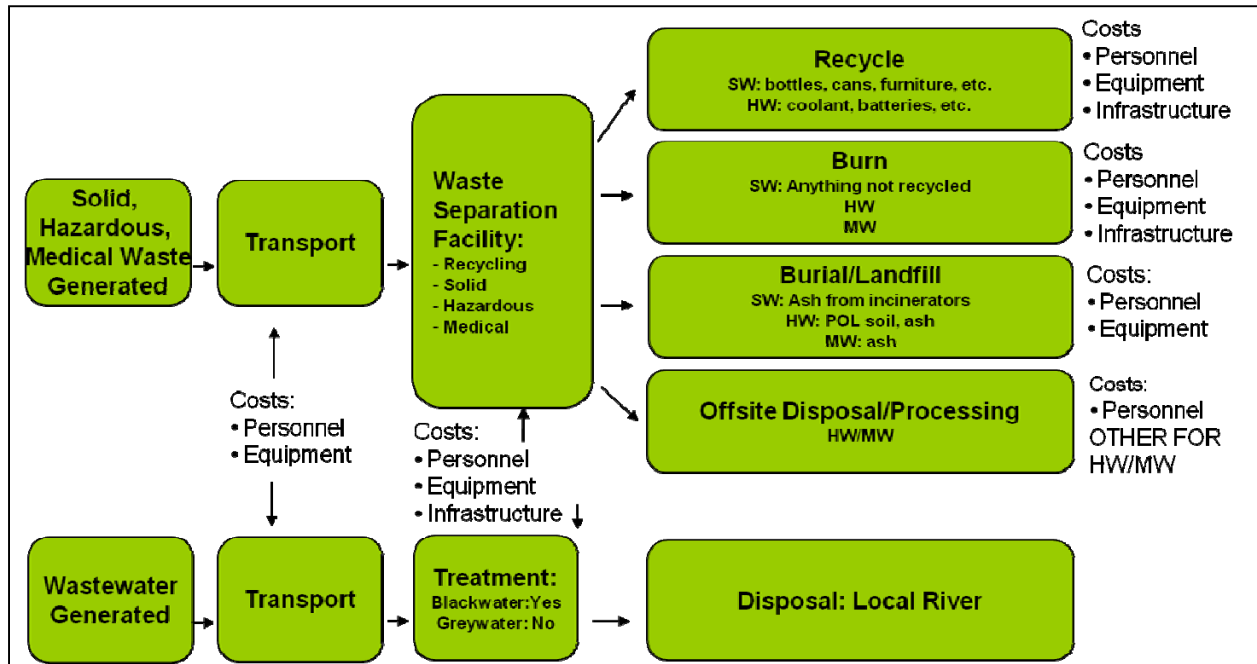 Solid,
Hazardous,
Medical Waste
Generated
Transport
Waste
Separation
Facility:
- Recycling
- Solid
- Hazardous
- Medical
Recycle
SW: bottles, cans, furniture, etc.
HW: coolant, batteries, etc.
Costs
• Personnel
• Equipment
• Infrastructure
Burn
SW: Anything not recycled
HW
MW
Costs
• Personnel
• Equipment
• Infrastructure
Burial/Landfill
SW: Ash from incinerators
HW: POL soil, ash
MW: ash
Costs:
• Personnel
• Equipment
Offsite Disposal/Processing
HW/MW
Costs:
• Personnel
OTHER FOR
HW/MW
Costs:
• Personnel
• Equipment
Costs:
• Personnel
• Equipment
• Infrastructure
Wastewater
Generated
Transport
Treatment:
Blackwater:Yes
Greywater: No
Disposal: Local River